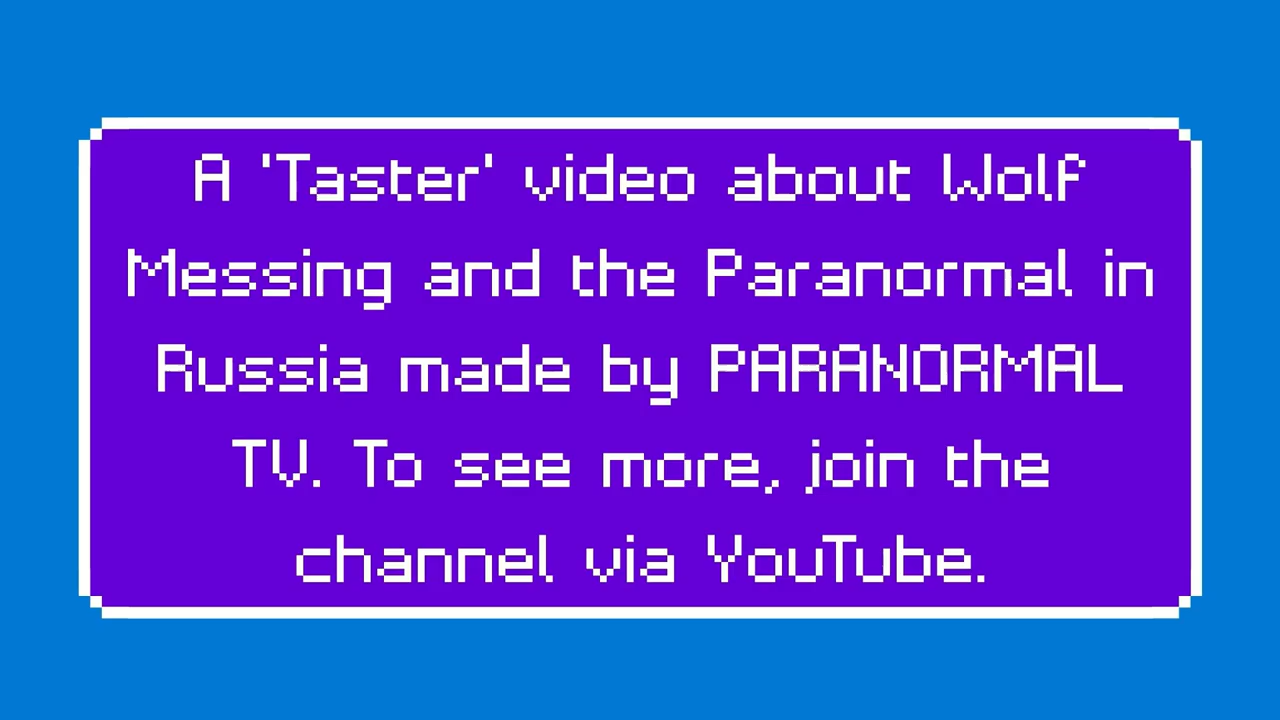 A 'Taster' video about Wolf
Messing and the Paranormal in
Russia made by PARANORMAL
TV. To see more, join the
channel via YouTube.